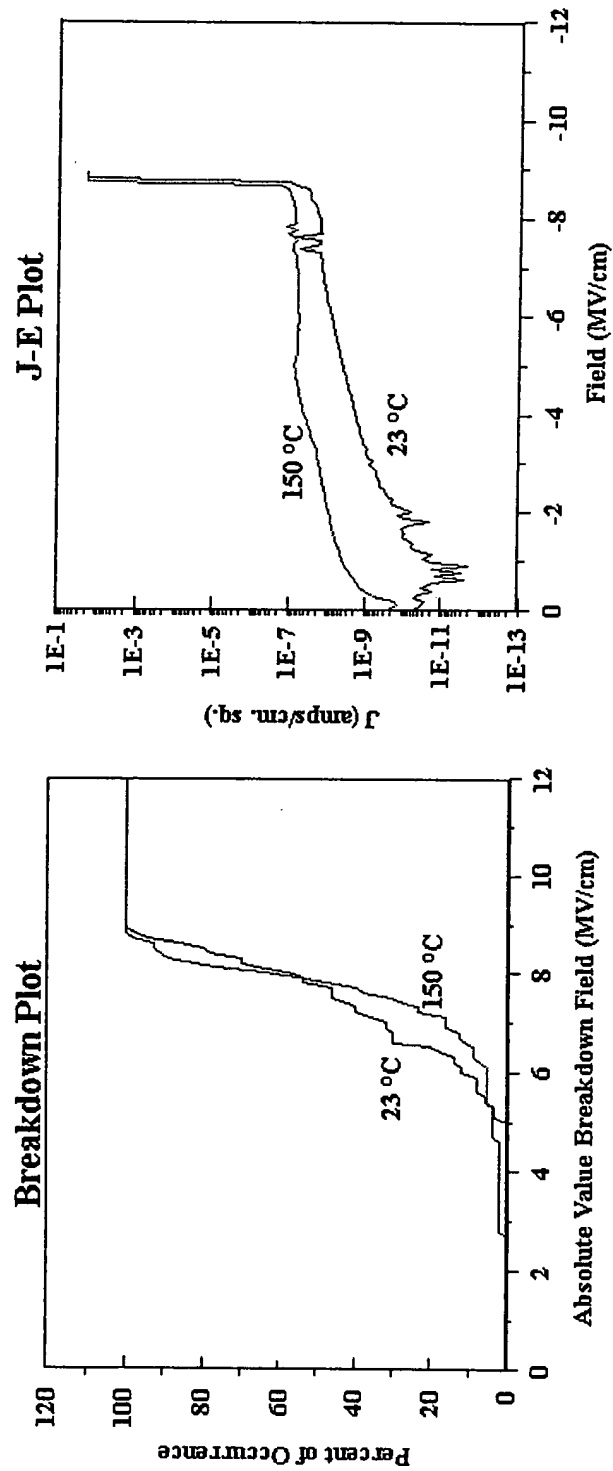 Breakdown Plot
Percent of Occurrence
120
100
80
60
40
20
0
23 °C
150 °C
0
2
4
6
8
10
12
Absolute Value Breakdown Field (MV/cm)
J-E Plot
J (amps/cm. sq.)
1E-1
1E-3
1E-5
1E-7
1E-9
1E-11
1E-13
150 °C
23 °C
0
-2
-4
-6
-8
-10
-12
Field (MV/cm)